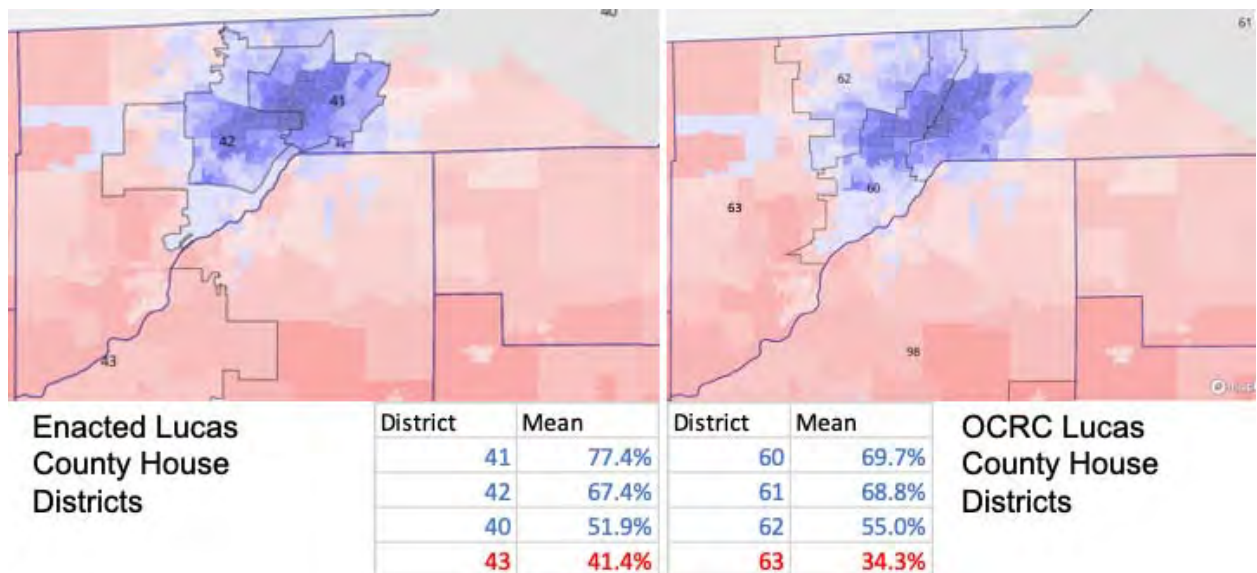 40
41
42
43
61
62
60
63
98
Enacted Lucas
County House
Districts
District Mean
41 77.4%
42 67.4%
40 51.9%
43 41.4%
District Mean
60 69.7%
61 68.8%
62 55.0%
63 34.3%
OCRC Lucas
County House
Districts